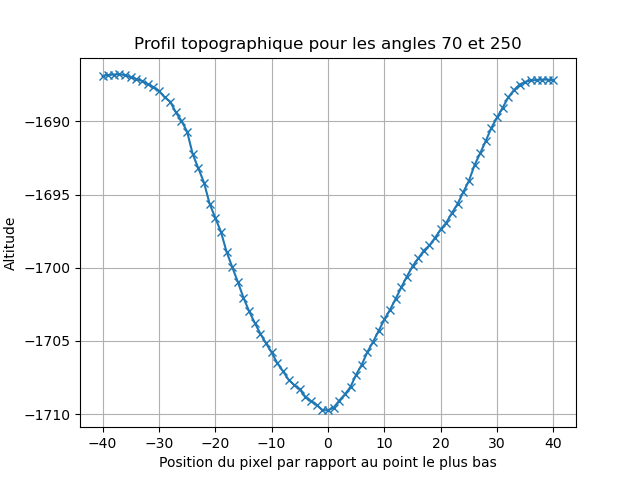 Profil topographique pour les angles 70 et 250
Altitude
−1690
−1695
−1700
−1705
−1710
−40 −30 −20 −10 0 10 20 30 40
Position du pixel par rapport au point le plus bas